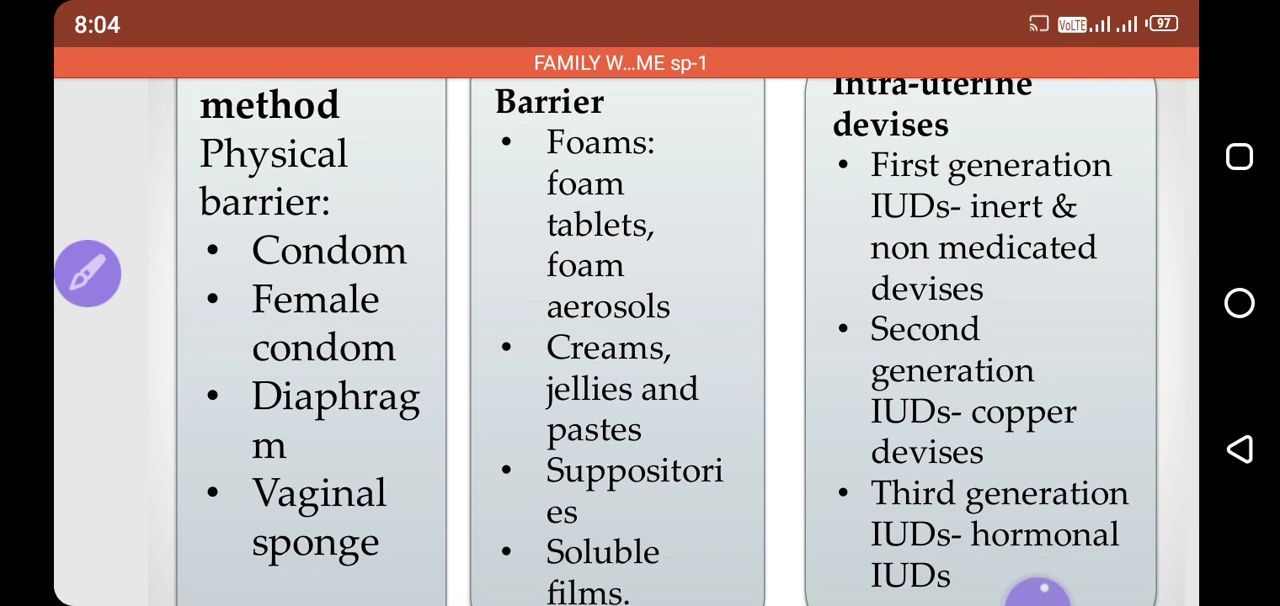 8:04
VoLTE
97
FAMILY W...ME sp-1
method
Physical
barrier:
• Condom
• Female
condom
• Diaphrag
m
• Vaginal
sponge
Barrier
• Foams:
foam
tablets,
foam
aerosols
• Creams,
jellies and
pastes
• Suppositori
es
• Soluble
films.
Intra-uterine
devises
• First generation
IUDs- inert &
non medicated
devises
• Second
generation
IUDs- copper
devises
• Third generation
IUDs- hormonal
IUDs